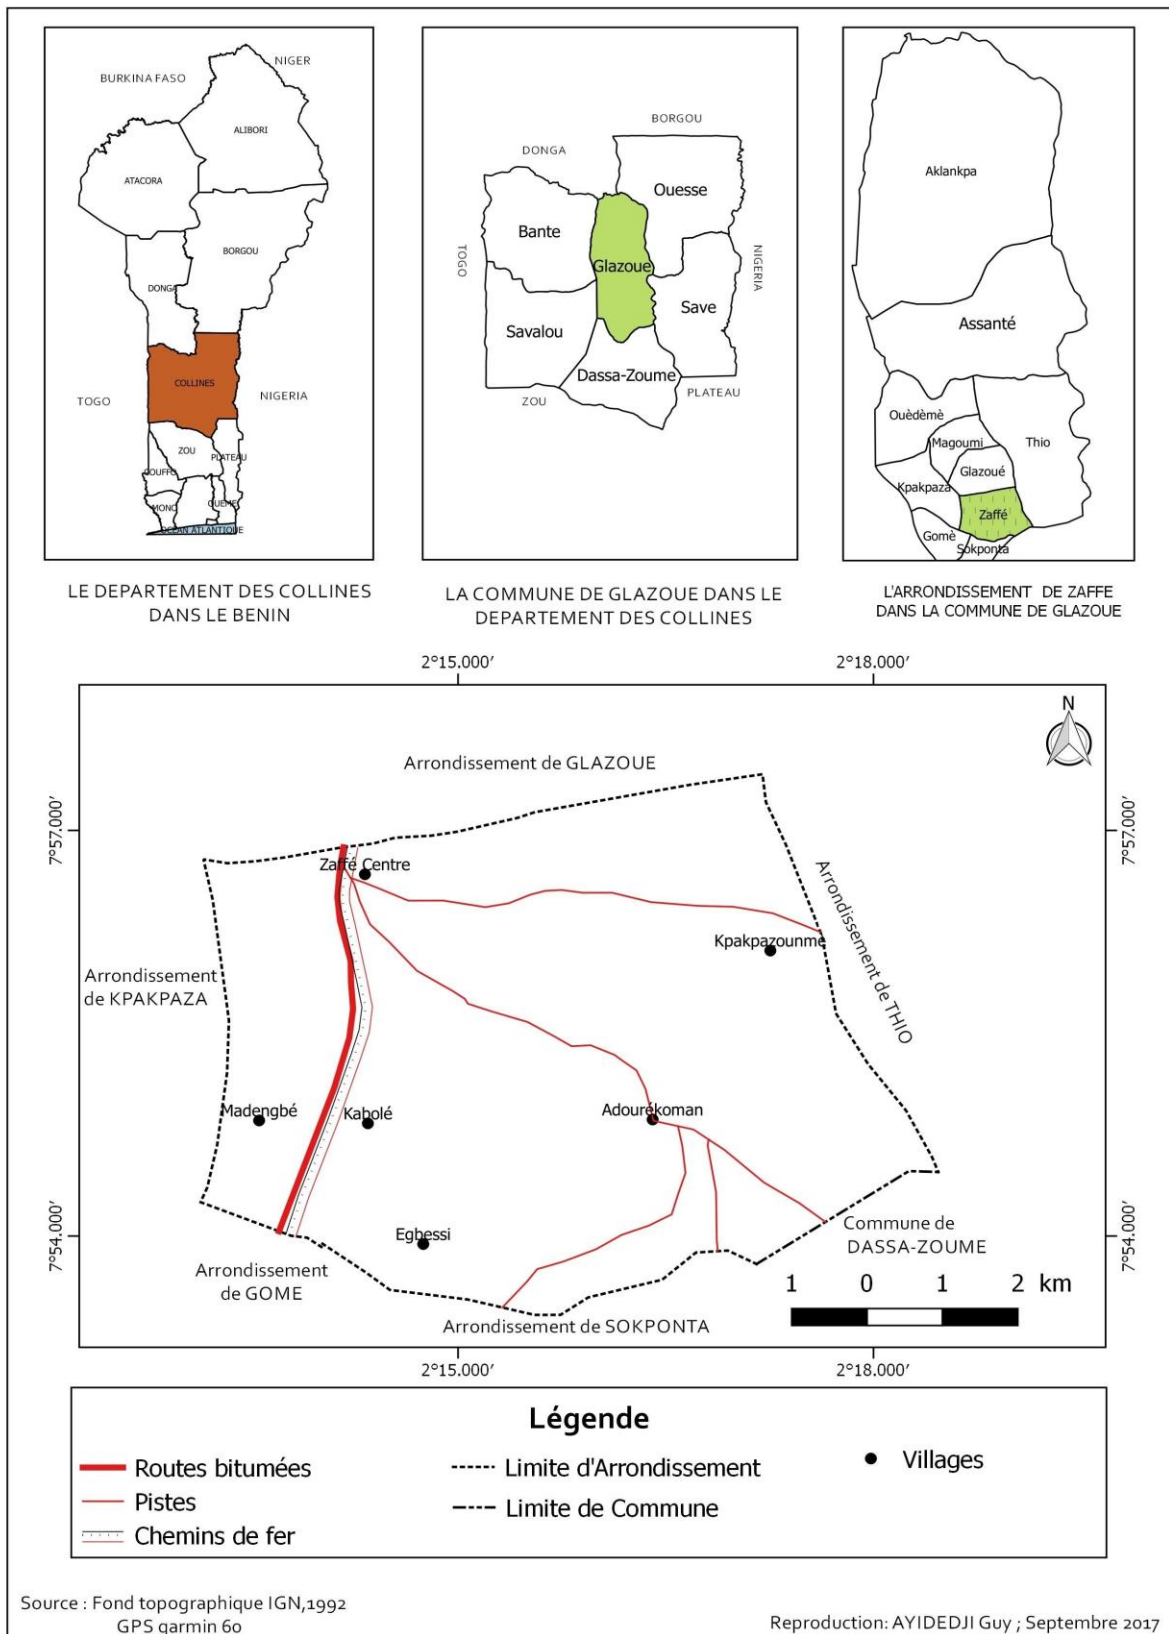 NIGER
BURKINA FASO
ALIBORI
ATACORA
BORGOU
DONGA
COLLINES
TOGO
NIGERIA
ZOU
PLATEAU
COUFFO
MONO
OUEME
OCEAN ATLANTIQUE
LE DEPARTEMENT DES COLLINES
DANS LE BENIN
BORGOU
DONGA
Ouesse
Bante
TOGO
Glazoue
NIGERIA
Save
Savalou
Dassa-Zoume
ZOU
PLATEAU
LA COMMUNE DE GLAZOUE DANS LE
DEPARTEMENT DES COLLINES
Aklankpa
Assanté
Ouèdèmè
Magoumi
Thio
Glazoué
Kpakpaza
Zaffé
Gomè
Sokponta
L'ARRONDISSEMENT DE ZAFFE
DANS LA COMMUNE DE GLAZOUE
2°15.000'
2°18.000'
N
Arrondissement de GLAZOUE
7°57.000'
7°57.000'
Zaffé Centre
Kpakpazounme
Arrondissement de THIO
Arrondissement
de KPAKPAZA
Madengbé
Kabolé
Adourékoman
Egbessi
7°54.000'
7°54.000'
Commune de
DASSA-ZOUME
Arrondissement
de GOME
1 0 1 2 km
Arrondissement de SOKPONTA
2°15.000'
2°18.000'
Légende
Routes bitumées
Limite d'Arrondissement
Villages
Pistes
Limite de Commune
Chemins de fer
Source : Fond topographique IGN,1992
GPS garmin 60
Reproduction: AYIDEDJI Guy ; Septembre 2017